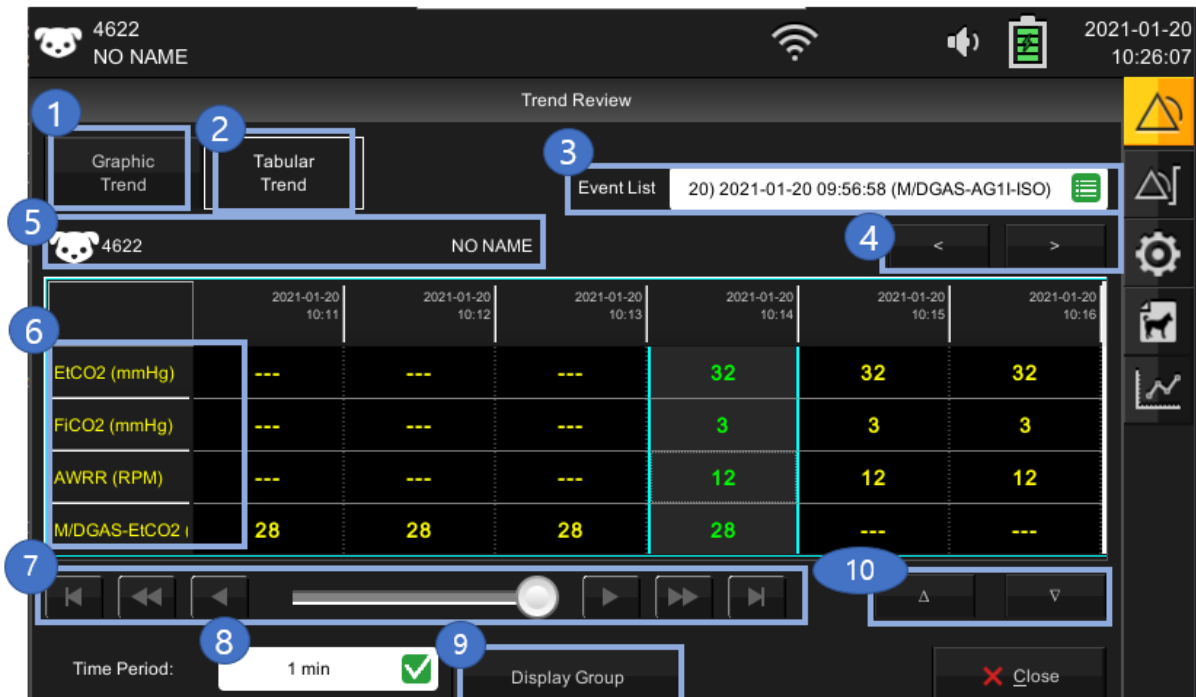 4622
NO NAME
2021-01-20
10:26:07
Trend Review
1
2
3
Graphic
Trend
Tabular
Trend
Event List
20) 2021-01-20 09:56:58 (M/DGAS-AG1I-ISO)
5
4622
NO NAME
4
<
>
2021-01-20
10:11
2021-01-20
10:12
2021-01-20
10:13
2021-01-20
10:14
2021-01-20
10:15
2021-01-20
10:16
6
EtCO2 (mmHg) --- --- --- 32 32 32
FiCO2 (mmHg) --- --- --- 3 3 3
AWRR (RPM) --- --- --- 12 12 12
M/DGAS-EtCO2 ( 28 28 28 28 --- ---
7
10
Δ
∇
8
9
Time Period:
1 min
Display Group
Close